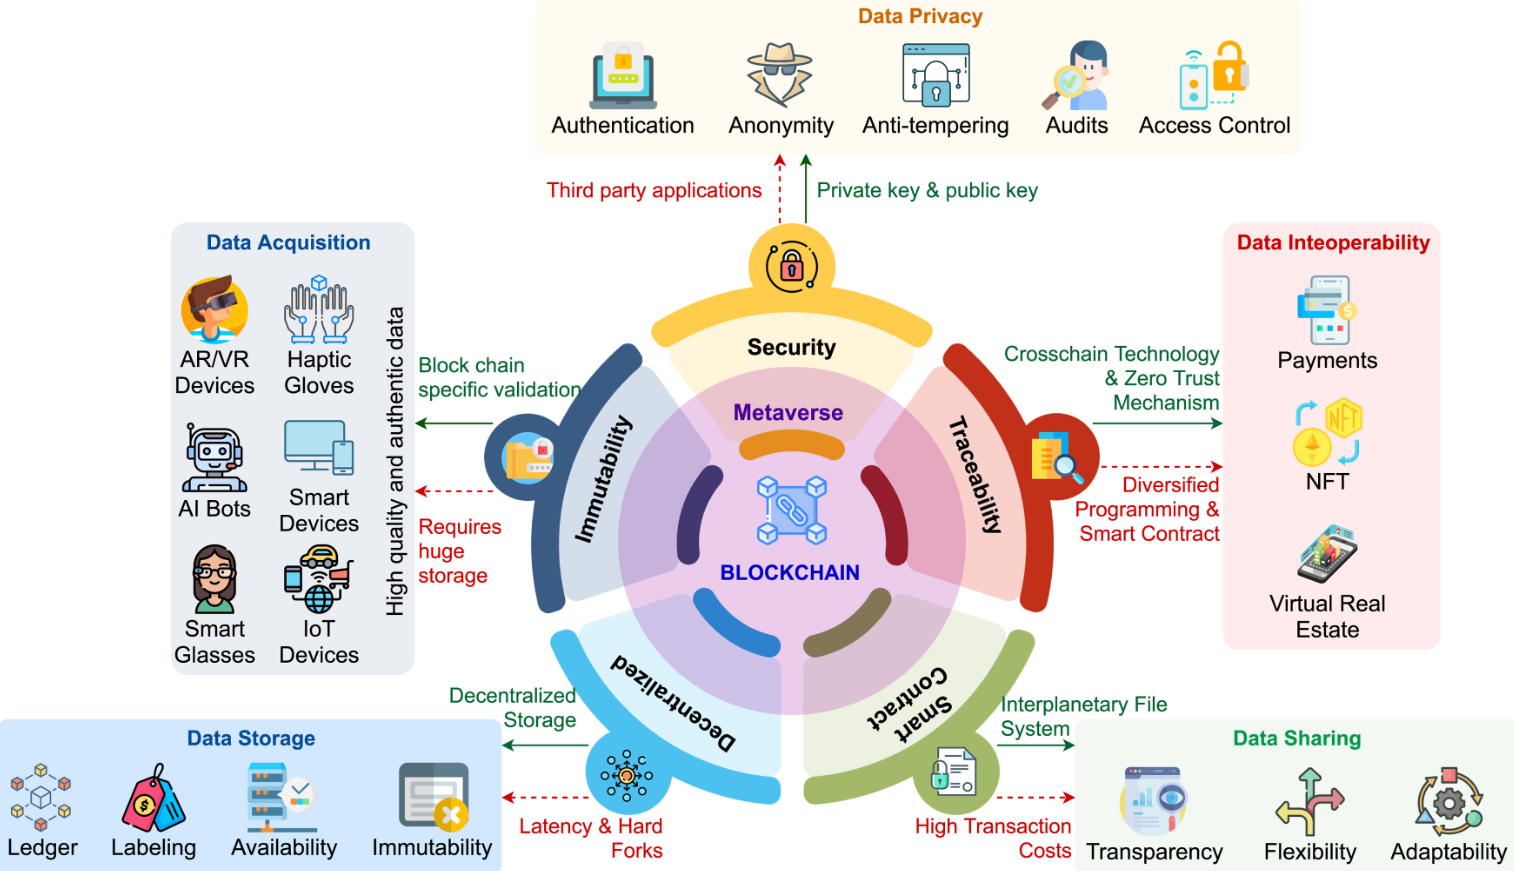 Data Privacy
Authentication
Anonymity
Anti-tempering
Audits
Access Control
Third party applications
Private key & public key
Data Acquisition
AR/VR
Devices
Haptic
Gloves
AI Bots
Smart
Devices
Smart
Glasses
IoT
Devices
High quality and authentic data
Block chain
specific validation
Requires
huge
storage
Immutability
Security
Metaverse
BLOCKCHAIN
Traceability
Crosschain Technology
& Zero Trust
Mechanism
Diversified
Programming &
Smart Contract
Data Inteoperability
Payments
NFT
NFT
Virtual Real
Estate
Decentralized
Smart
Contract
Decentralized
Storage
Latency & Hard
Forks
Data Storage
Ledger
Labeling
Availability
Immutability
Interplanetary File
System
High Transaction
Costs
Data Sharing
Transparency
Flexibility
Adaptability